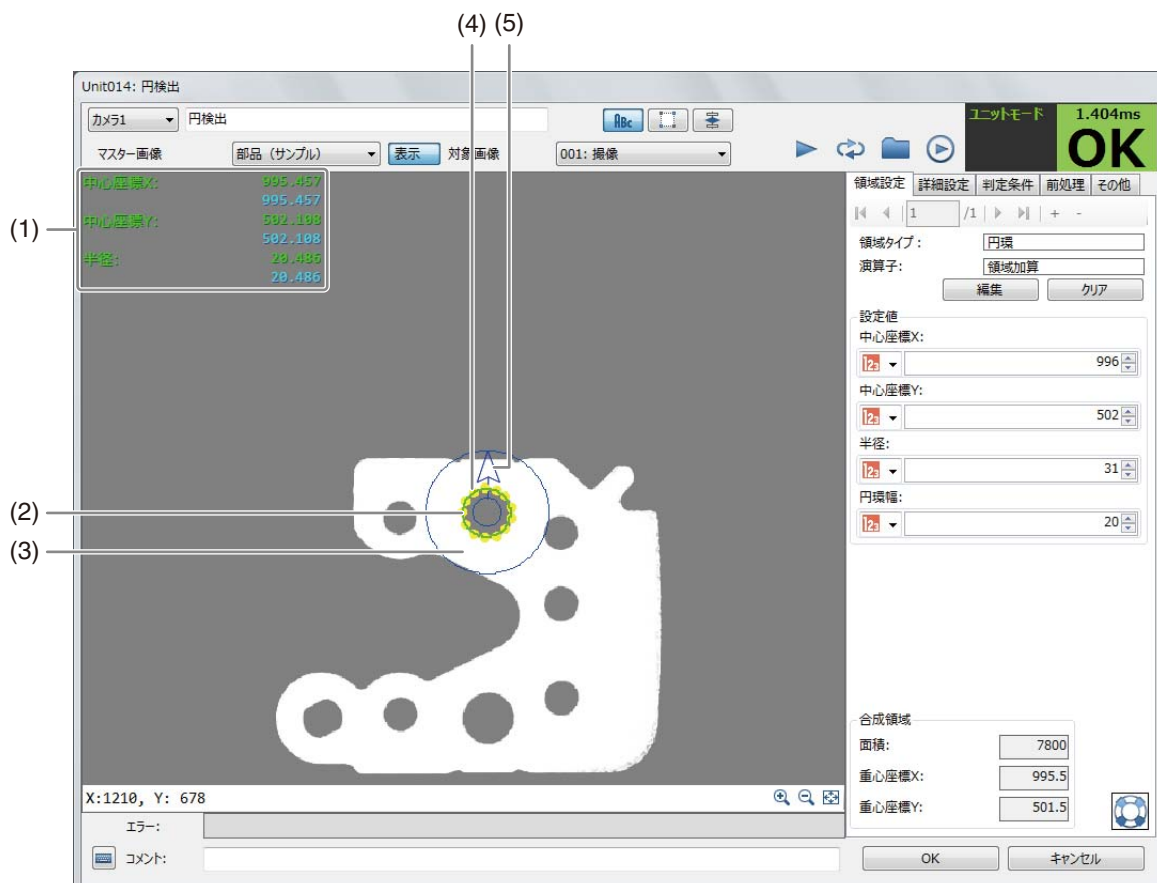 (4) (5)
Unit014: 円検出
カメラ1 円検出 ABC ユニットモード 1.404ms
OK
マスター画像 部品 (サンプル) 表示 対象画像 001: 撮像
(1)
中心座標X: 995.457
995.457
中心座標Y: 502.108
502.108
半径: 20.486
20.486
領域設定 詳細設定 判定条件 前処理 その他
1 /1 + -
領域タイプ: 円環
演算子: 領域加算
編集 クリア
設定値
中心座標X:
123 996
中心座標Y:
123 502
半径:
123 31
円環幅:
123 20
(2)
(3)
合成領域
面積: 7800
重心座標X: 995.5
重心座標Y: 501.5
X:1210, Y: 678
エラー:
コメント:
OK キャンセル